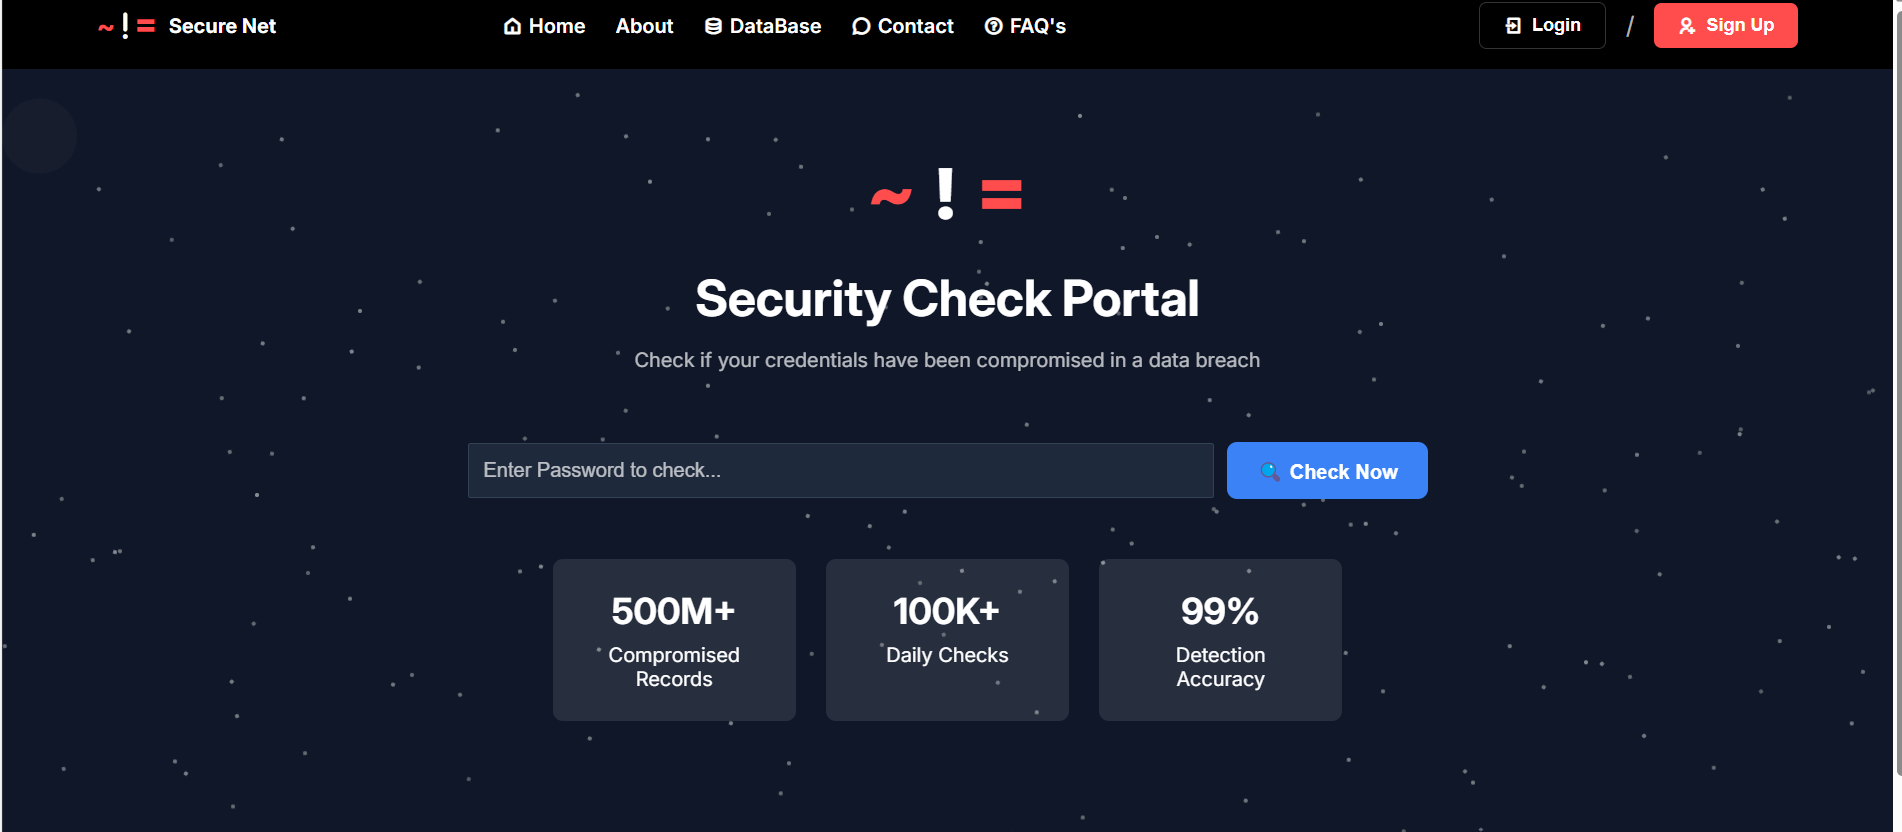 ~ ! = Secure Net
Home
About
DataBase
Contact
FAQ's
Login
/
Sign Up
~ ! =
Security Check Portal
Check if your credentials have been compromised in a data breach
Enter Password to check...
Check Now
500M+
Compromised
Records
100K+
Daily Checks
99%
Detection
Accuracy